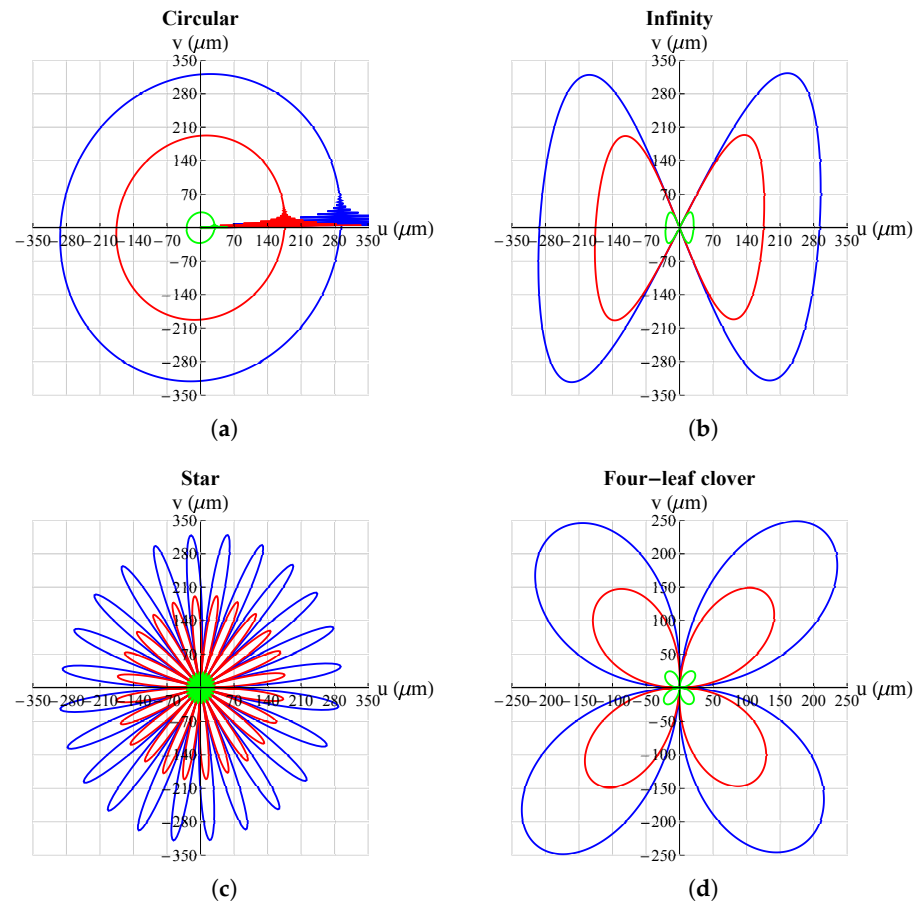 Circular
v (μm)
350
280
210
140
70
−350−280−210−140 −70
70 140 210 280 350
u (μm)
−70
−140
−210
−280
−350
(a)
Infinity
v (μm)
350
280
210
140
70
−350−280−210−140 −70
70 140 210 280 350
u (μm)
−70
−140
−210
−280
−350
(b)
Star
v (μm)
350
280
210
140
70
−350−280−210−140 −70
70 140 210 280 350
u (μm)
−70
−140
−210
−280
−350
(c)
Four−leaf clover
v (μm)
250
200
150
100
50
−250−200−150−100 −50
50 100 150 200 250
u (μm)
−50
−100
−150
−200
−250
(d)